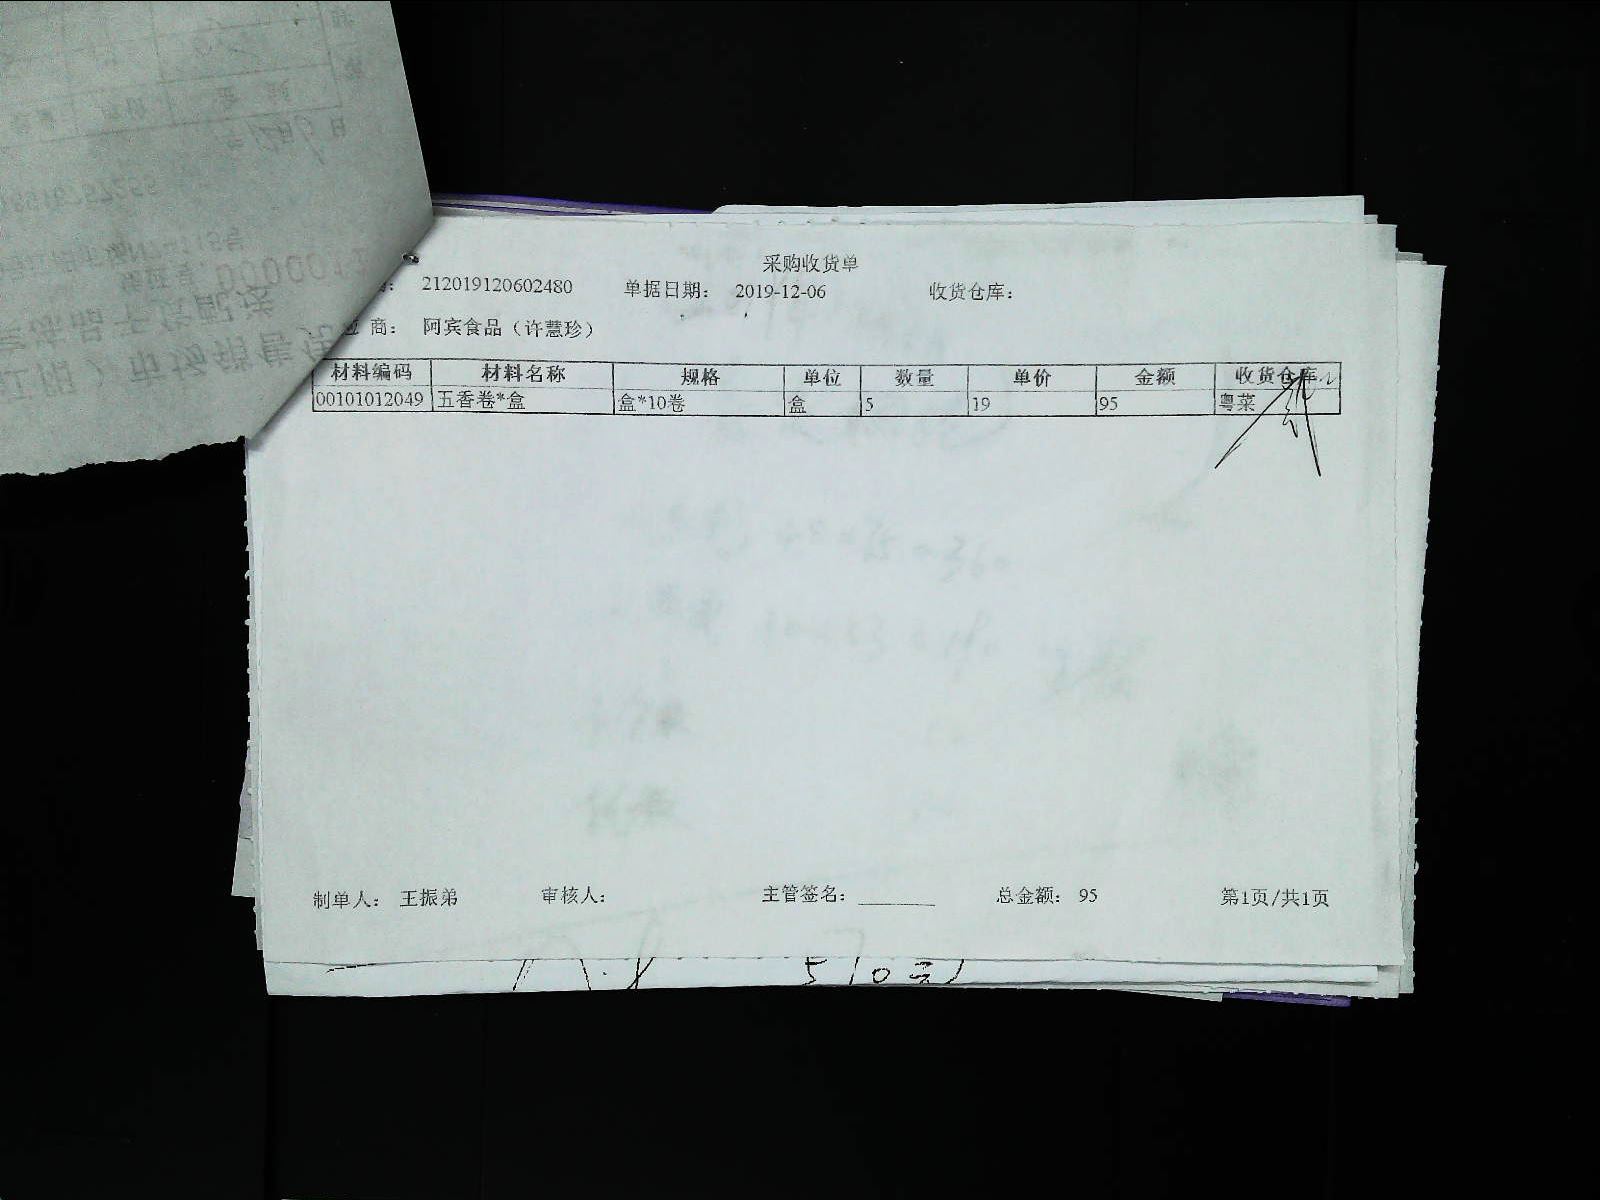 采购收货单
212019120602480 单据日期： 2019-12-06 收货仓库：
商： 阿宾食品（许慧珍）
材料编码 材料名称 规格 单位 数量 单价 金额 收货仓库
00101012049 五香卷*盒 盒*10卷 盒 5 19 95 粤菜
制单人： 王振弟 审核人： 主管签名： 总金额： 95 第1页/共1页